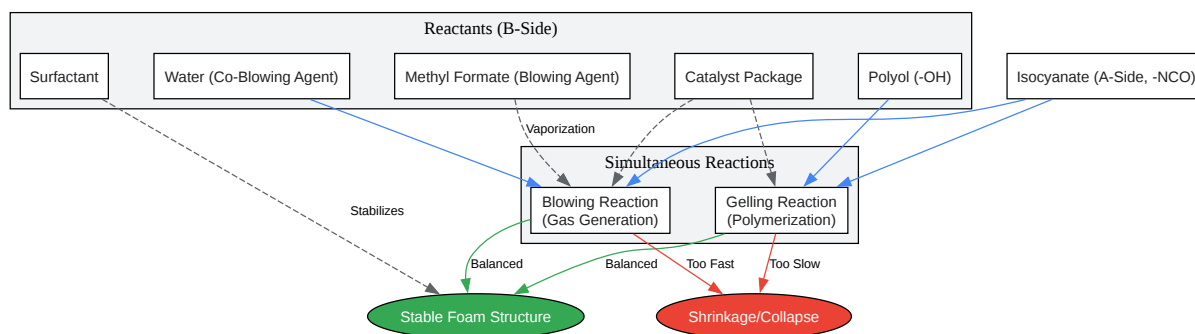 Reactants (B-Side)
Surfactant
Water (Co-Blowing Agent)
Methyl Formate (Blowing Agent)
Catalyst Package
Polyol (-OH)
Isocyanate (A-Side, -NCO)
Vaporization
Simultaneous Reactions
Blowing Reaction
(Gas Generation)
Gelling Reaction
(Polymerization)
Stabilizes
Balanced
Balanced
Too Fast
Too Slow
Stable Foam Structure
Shrinkage/Collapse